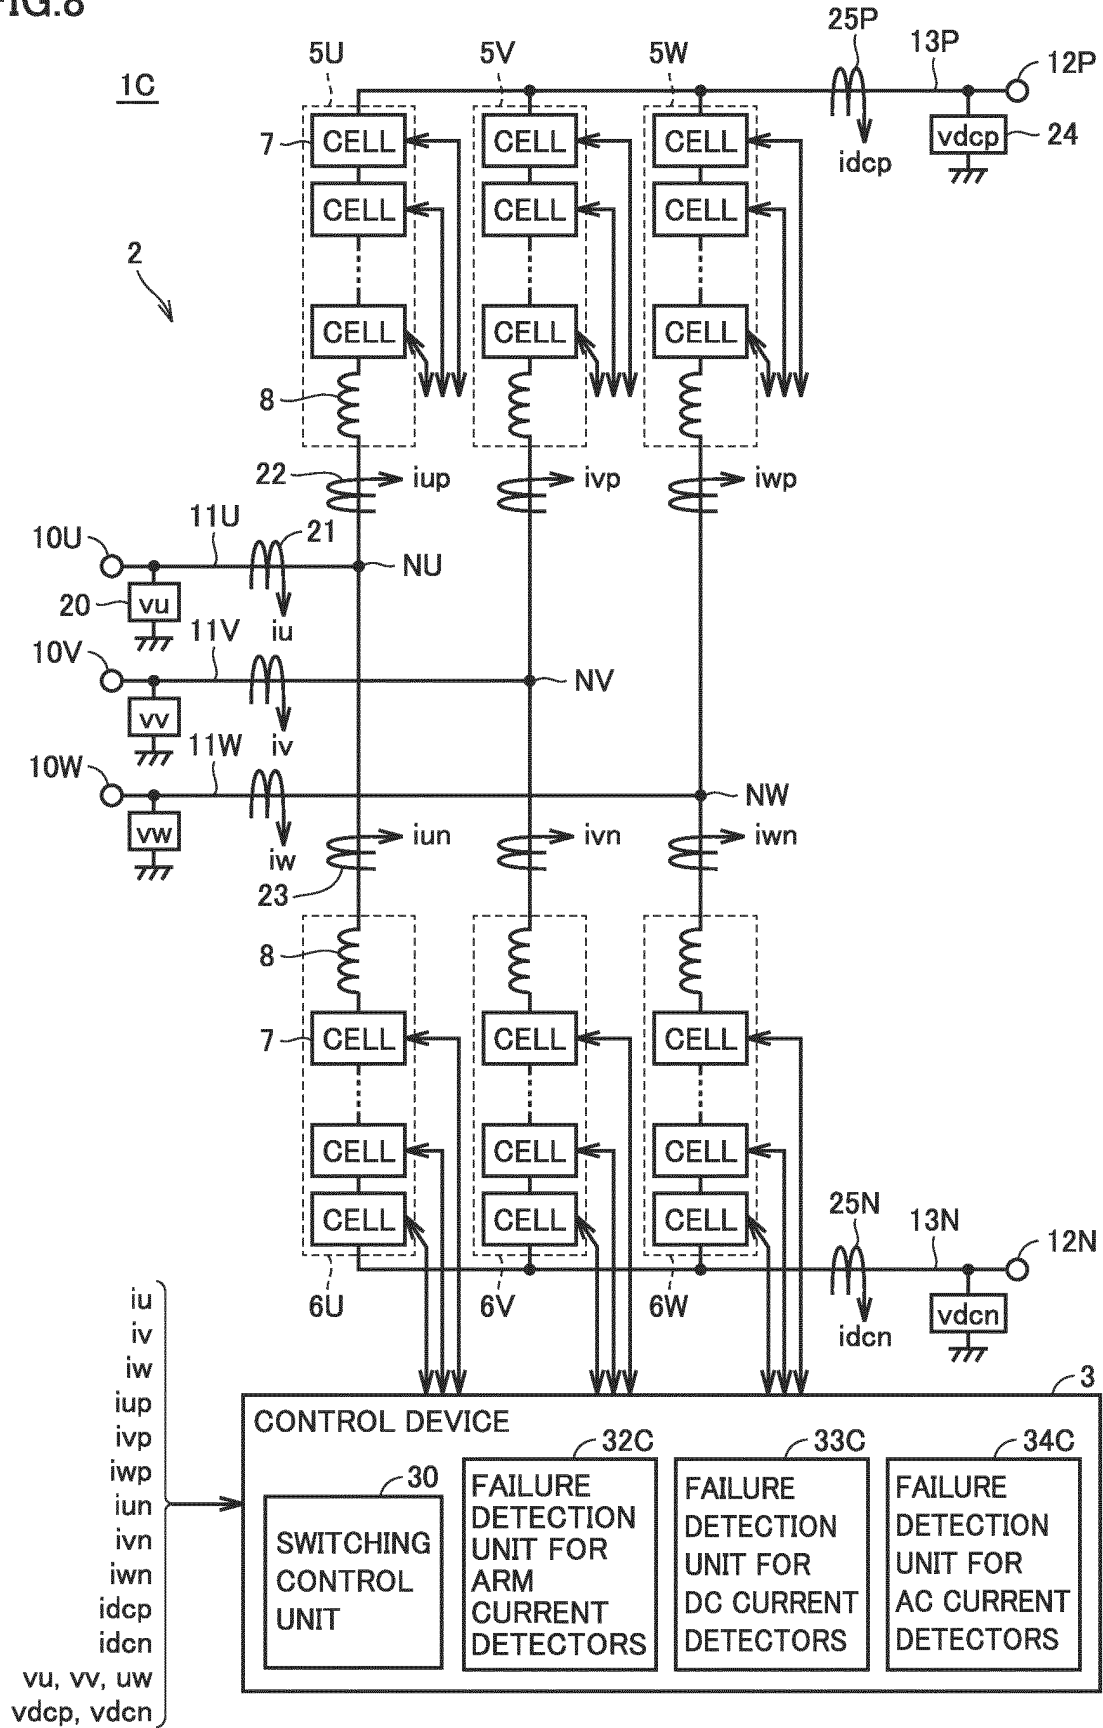 FIG.8
1C
2
5U
5V
5W
25P
13P
12P
7
CELL
CELL
CELL
vdcp
24
idcp
CELL
CELL
CELL
CELL
CELL
CELL
8
22
iup
ivp
iwp
10U
11U
21
NU
20
vu
iu
10V
11V
NV
vv
iv
10W
11W
NW
vw
iw
iun
ivn
iwn
23
8
7
CELL
CELL
CELL
CELL
CELL
CELL
CELL
CELL
CELL
25N
13N
12N
vdcn
idcn
6U
6V
6W
iu
iv
iw
iup
ivp
iwp
iun
ivn
iwn
idcp
idcn
vu, vv, uw
vdcp, vdcn
3
CONTROL DEVICE
30
SWITCHING
CONTROL
UNIT
32C
FAILURE
DETECTION
UNIT FOR
ARM
CURRENT
DETECTORS
33C
FAILURE
DETECTION
UNIT FOR
DC CURRENT
DETECTORS
34C
FAILURE
DETECTION
UNIT FOR
AC CURRENT
DETECTORS